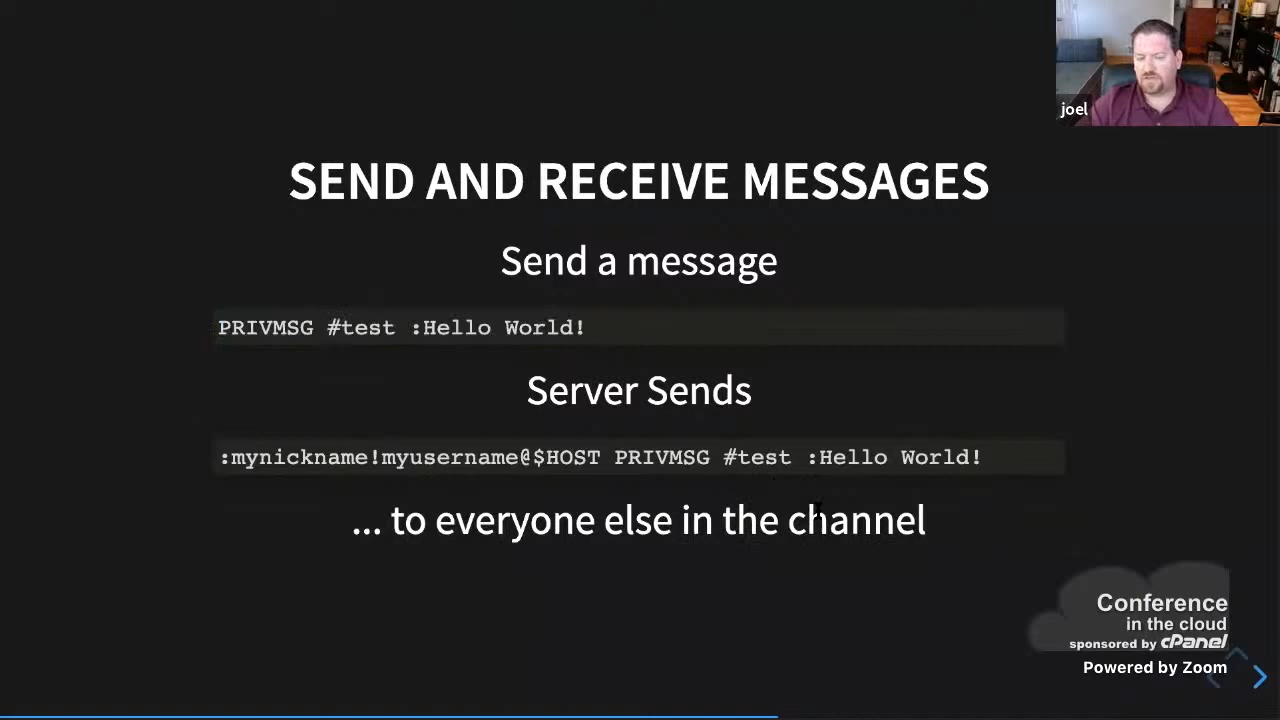 joel
SEND AND RECEIVE MESSAGES
Send a message
PRIVMSG #test :Hello World!
Server Sends
:mynickname!myusername@$HOST PRIVMSG #test :Hello World!
... to everyone else in the channel
Conference
in the cloud
sponsored by cPanel
Powered by Zoom